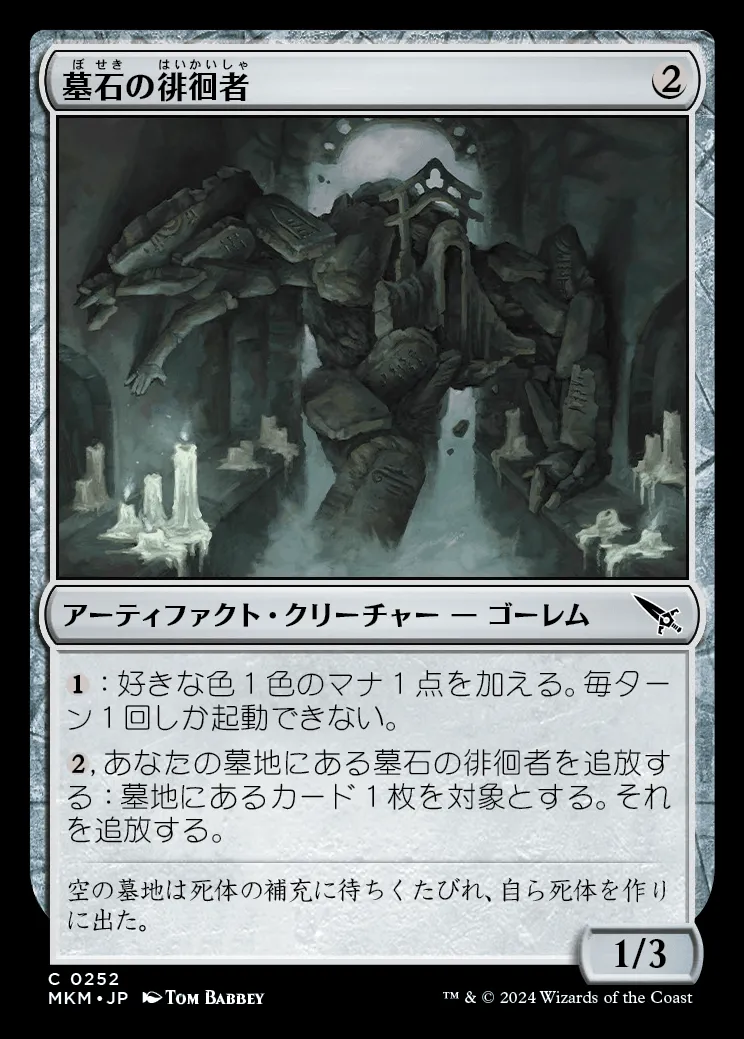 ぼせき はいかいしゃ
墓石の徘徊者 2
アーティファクト・クリーチャー — ゴーレム
1：好きな色1色のマナ1点を加える。毎ター
ン1回しか起動できない。
2,あなたの墓地にある墓石の徘徊者を追放す
る：墓地にあるカード1枚を対象とする。それ
を追放する。
空の墓地は死体の補充に待ちくたびれ、自ら死体を作り
に出た。
1/3
C 0252
MKM • JP Tom Babbey
™ & © 2024 Wizards of the Coast